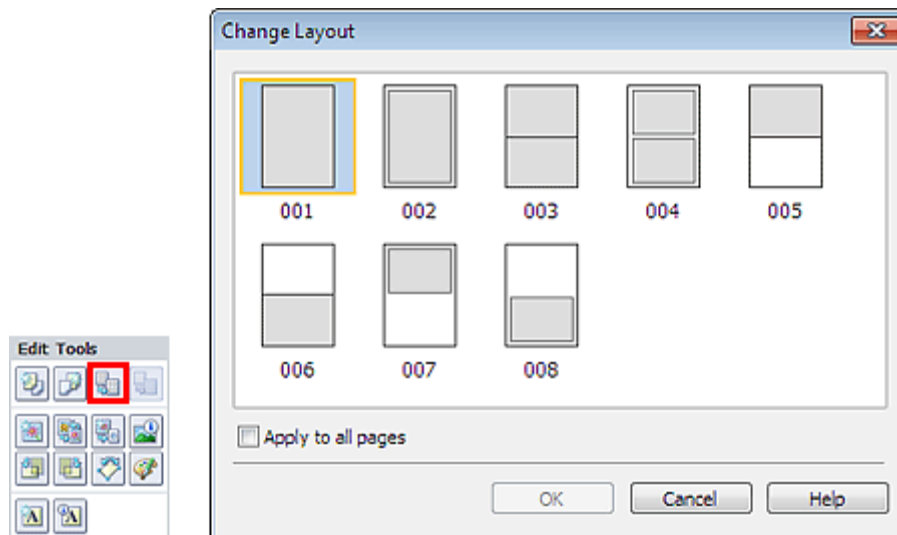 Change Layout
001 002 003 004 005
006 007 008
Edit Tools
Apply to all pages
A A
OK Cancel Help